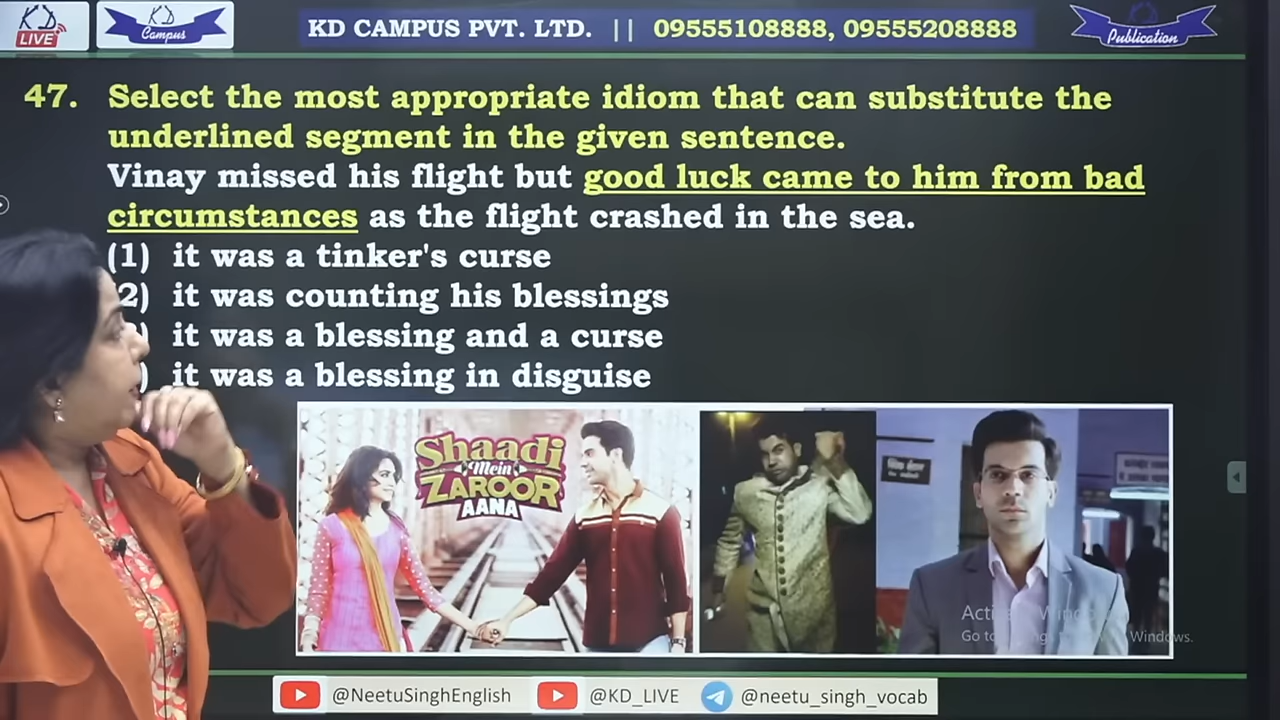 KD
LIVE
KD
Campus
KD CAMPUS PVT. LTD. || 09555108888, 09555208888
Publication
47. Select the most appropriate idiom that can substitute the
underlined segment in the given sentence.
Vinay missed his flight but good luck came to him from bad
circumstances as the flight crashed in the sea.
(1) it was a tinker's curse
2) it was counting his blessings
) it was a blessing and a curse
) it was a blessing in disguise
Shaadi
Mein
ZAROOR
AANA
Windows.
@NeetuSinghEnglish @KD_LIVE @neetu_singh_vocab